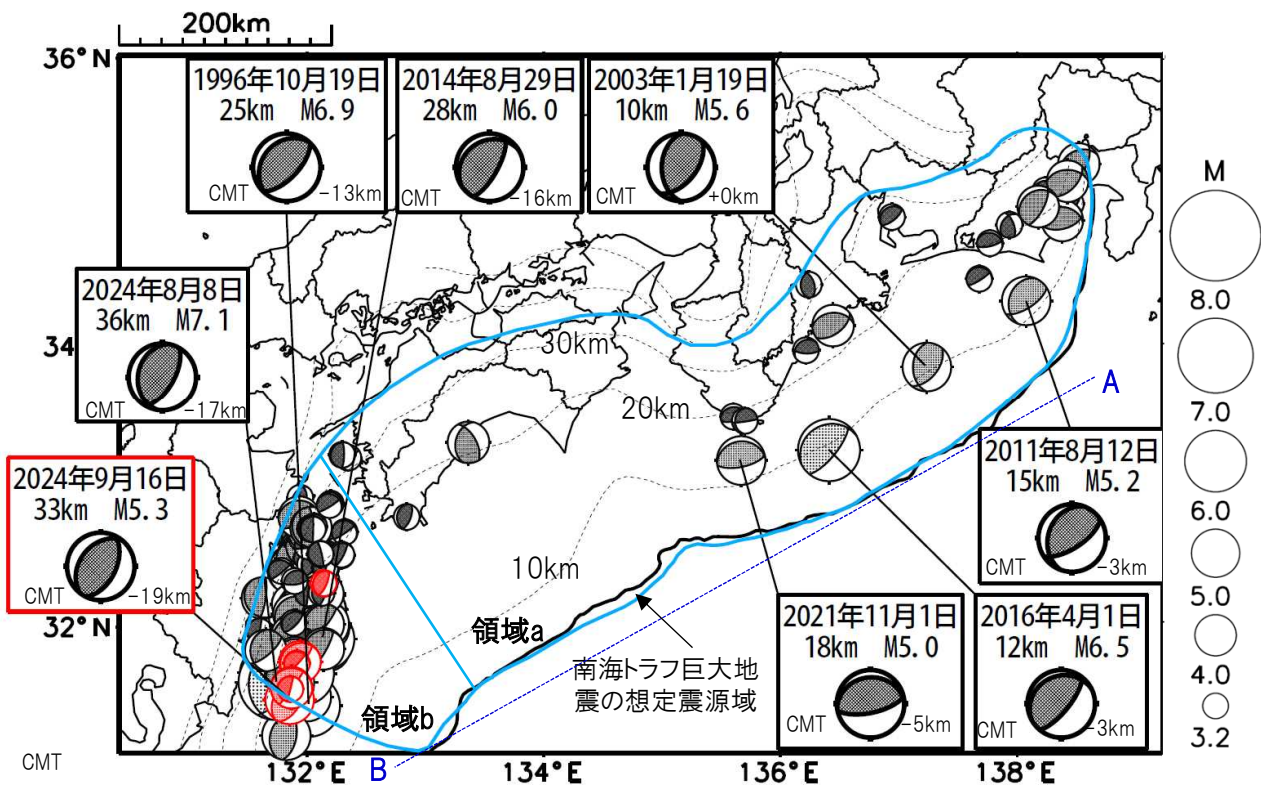 200km
36°N
1996年10月19日
25km M6.9
CMT
-13km
2014年8月29日
28km M6.0
CMT
-16km
2003年1月19日
10km M5.6
CMT
+0km
M
8.0
7.0
6.0
5.0
4.0
3.2
2024年8月8日
36km M7.1
CMT
-17km
34
30km
20km
10km
A
2024年9月16日
33km M5.3
CMT
-19km
2011年8月12日
15km M5.2
CMT
-3km
32°N
領域a
南海トラフ巨大地
震の想定震源域
2021年11月1日
18km M5.0
CMT
-5km
2016年4月1日
12km M6.5
CMT
-3km
領域b
B
CMT
132°E
134°E
136°E
138°E